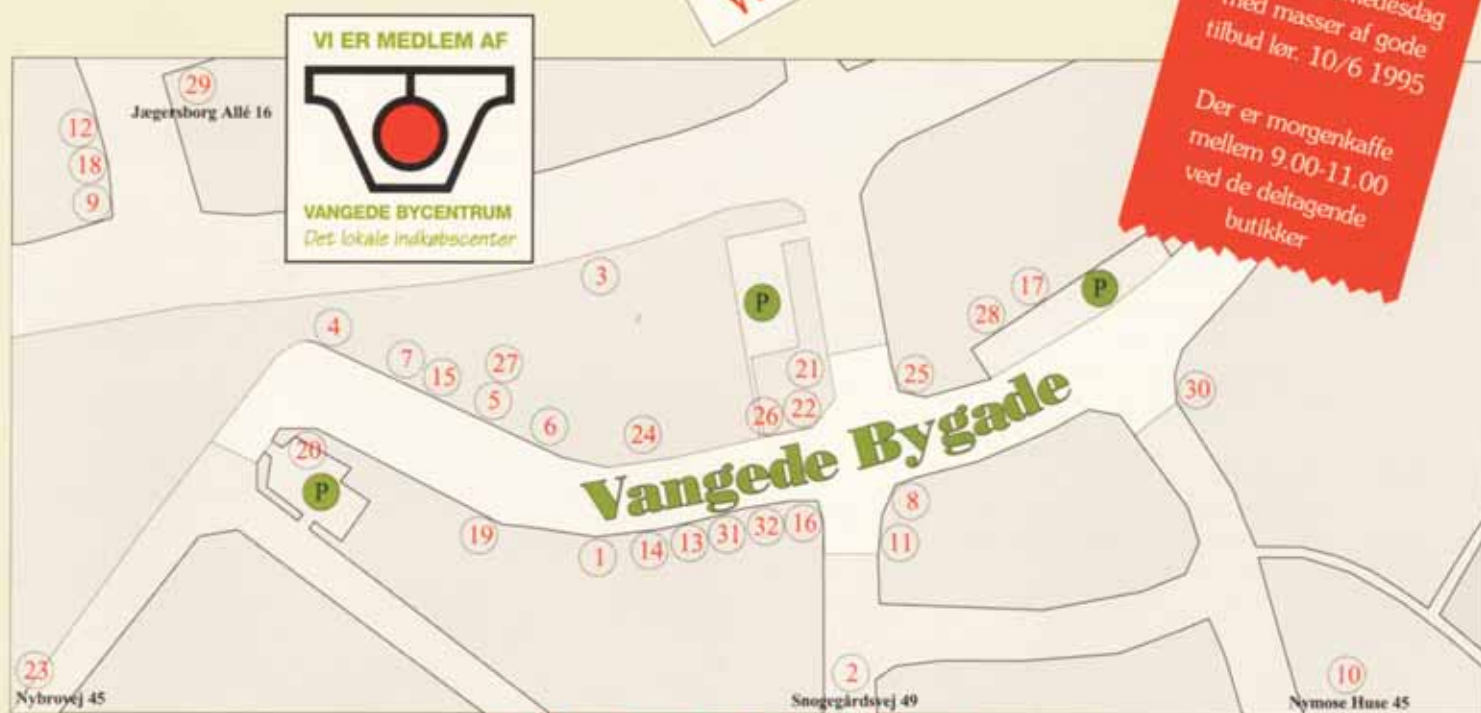 med masser af gode
tilbud lør. 10/6 1995
Der er morgenkaffe
mellem 9.00-11.00
ved de deltagende
butikker
VI ER MEDLEM AF
VANGEDE BYCENTRUM
Det lokale indkøbscenter
29
Jægersborg Allé 16
12
18
9
3
P
17
P
28
4
7
15
27
5
6
24
21
22
26
25
30
Vangede Bygade
20
P
19
1
14
13
31
32
16
8
11
23
Nybrovej 45
2
Snogegårdsvej 49
10
Nymose Huse 45